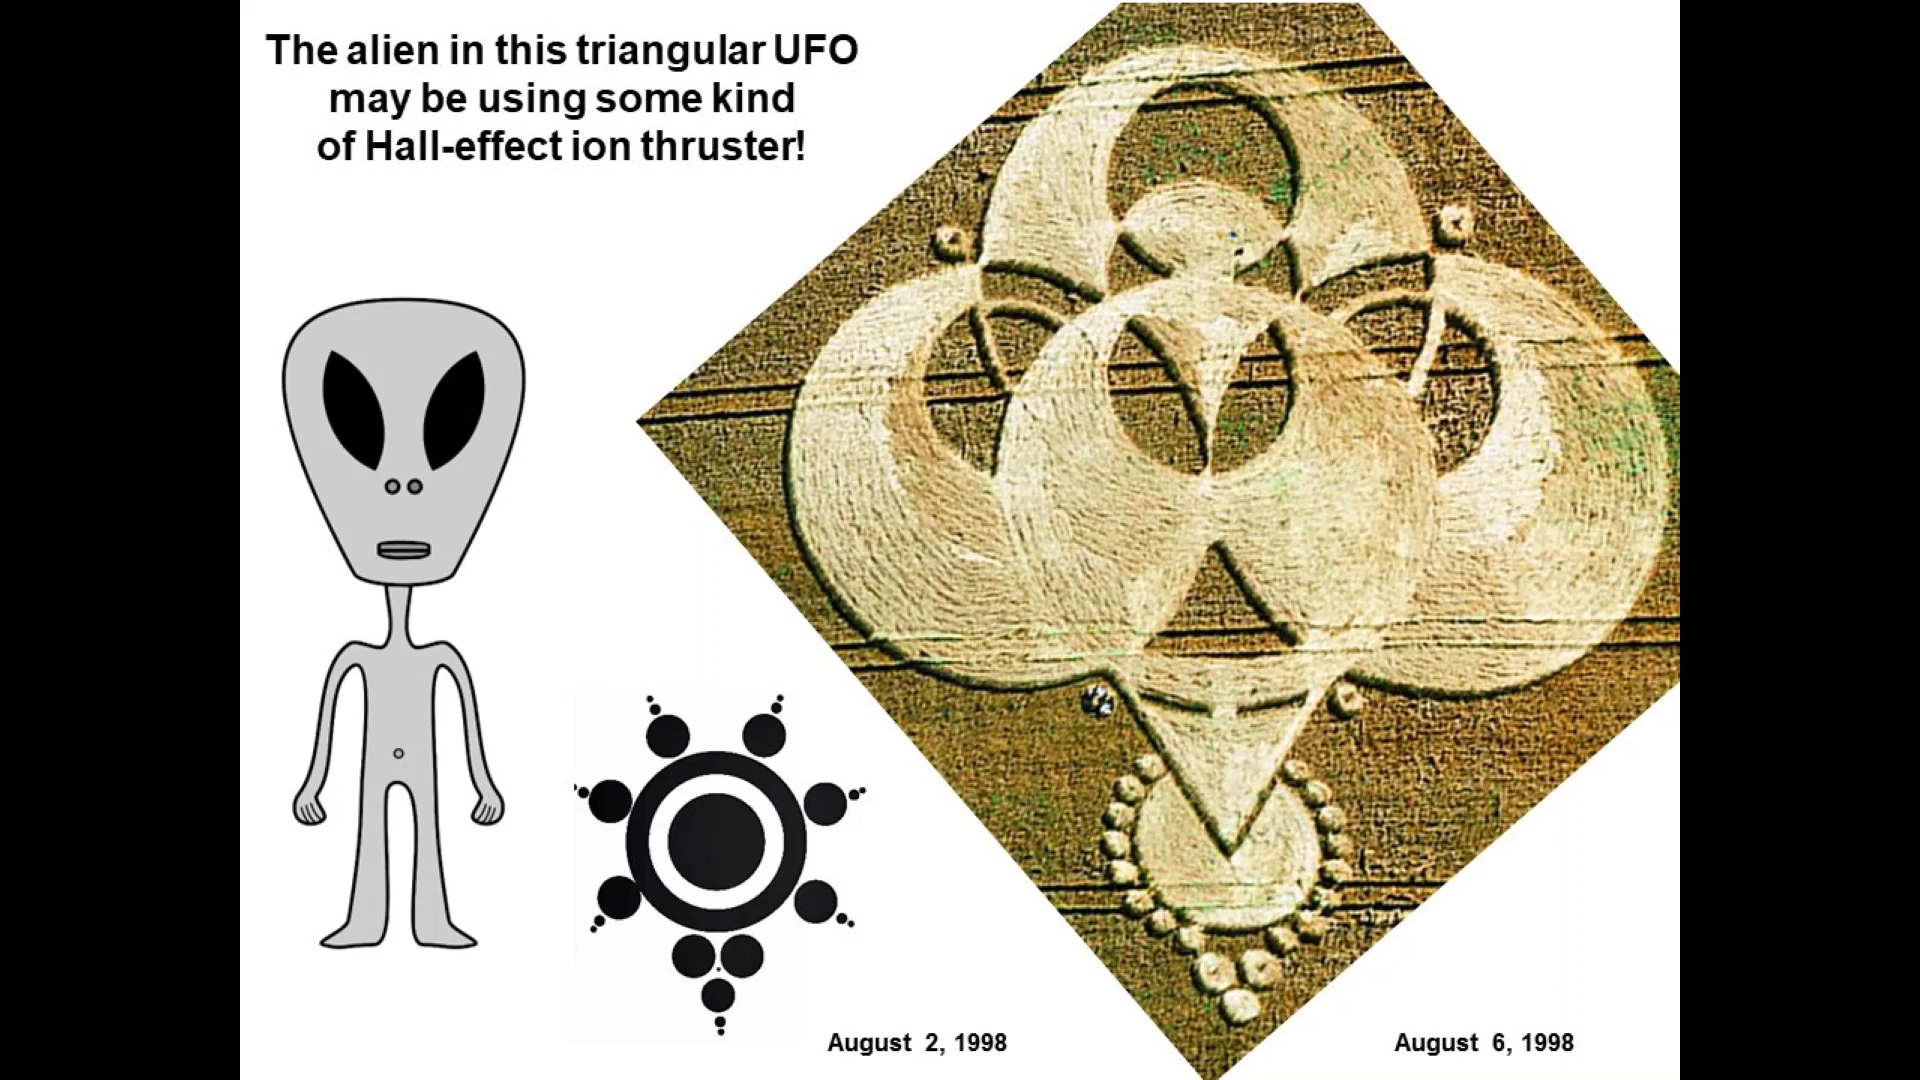 The alien in this triangular UFO
may be using some kind
of Hall-effect ion thruster!
August 2, 1998
August 6, 1998